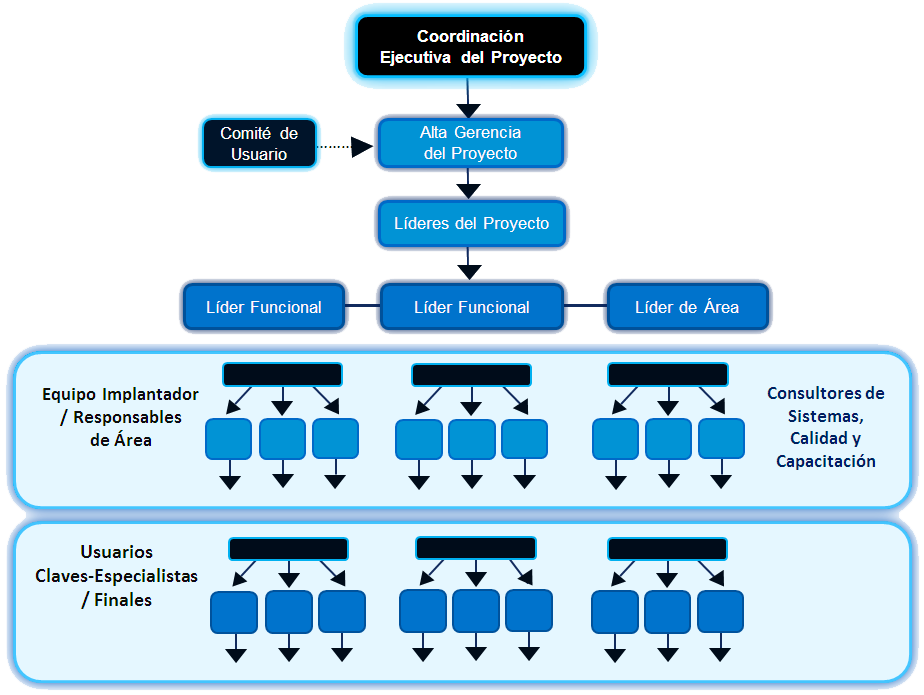 Coordinación
Ejecutiva del Proyecto
Comité de
Usuario
Alta Gerencia
del Proyecto
Líderes del Proyecto
Líder Funcional
Líder Funcional
Líder de Área
Equipo Implantador
/ Responsables
de Área
Consultores de
Sistemas,
Calidad y
Capacitación
Usuarios
Claves-Especialistas
/ Finales